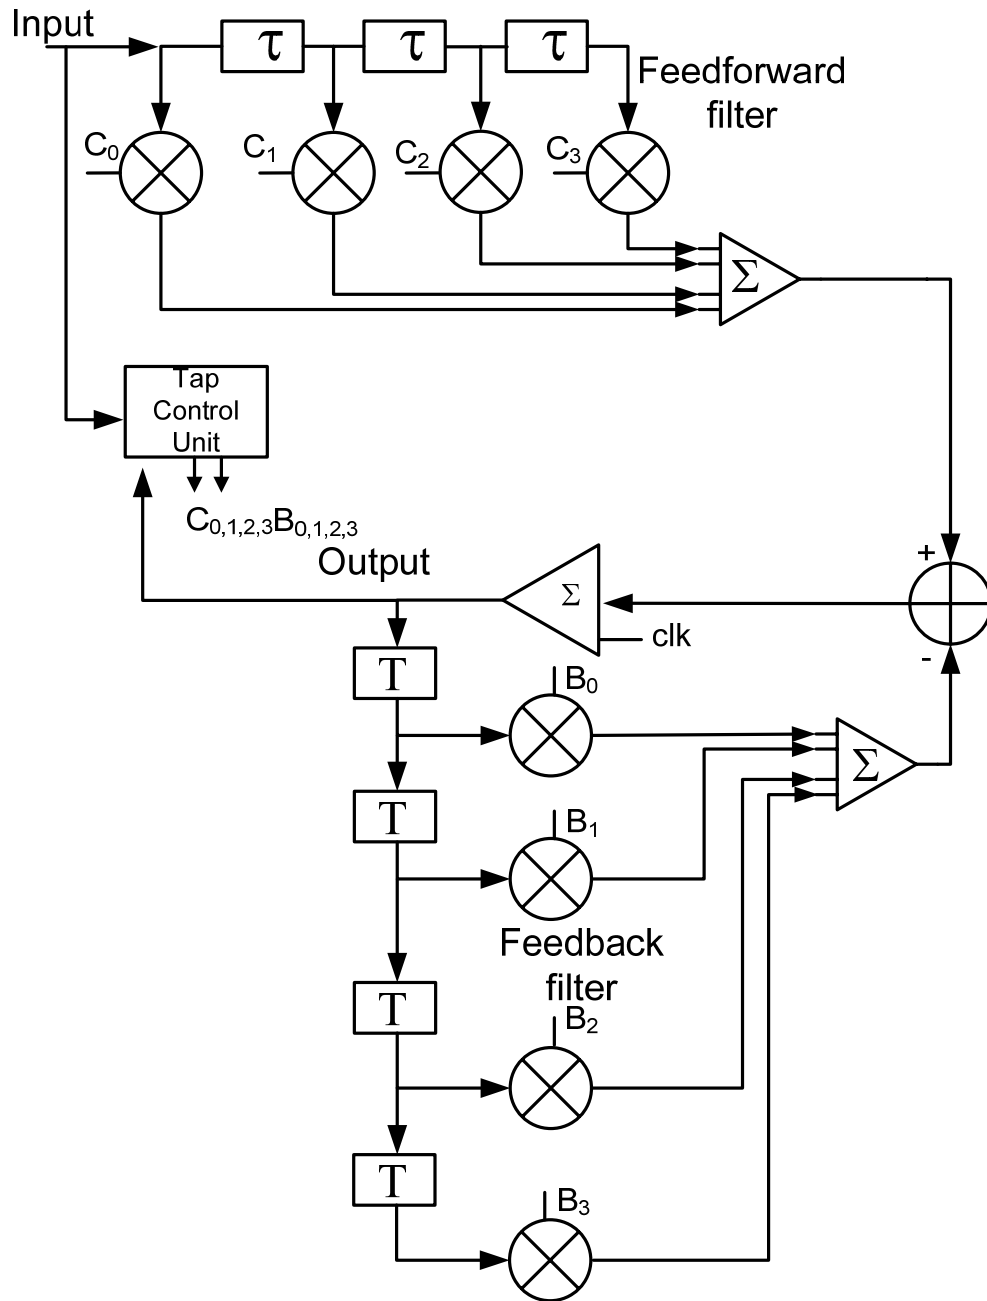 Input
τ
τ
τ
Feedforward
filter
C0
C1
C2
C3
Σ
Tap
Control
Unit
C0,1,2,3B0,1,2,3
Output
Σ
clk
+
-
T
B0
Σ
T
B1
Feedback
filter
T
B2
T
B3